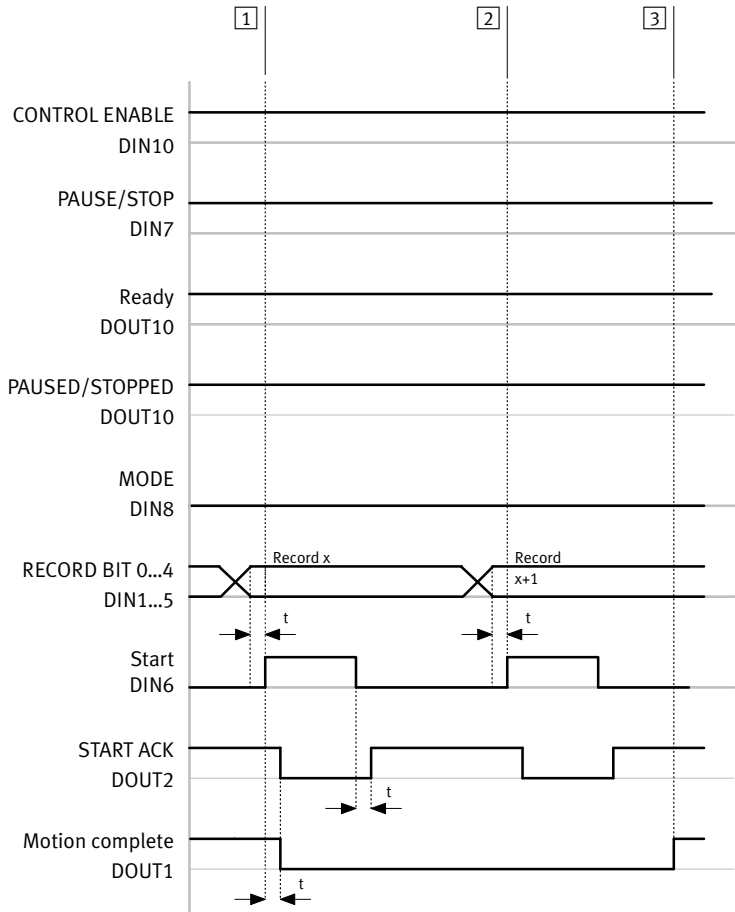 1
2
3
CONTROL ENABLE
DIN10
PAUSE/STOP
DIN7
Ready
DOUT10
PAUSED/STOPPED
DOUT10
MODE
DIN8
RECORD BIT 0...4
DIN1...5
Record x
Record
x+1
t
t
Start
DIN6
START ACK
DOUT2
t
Motion complete
DOUT1
t